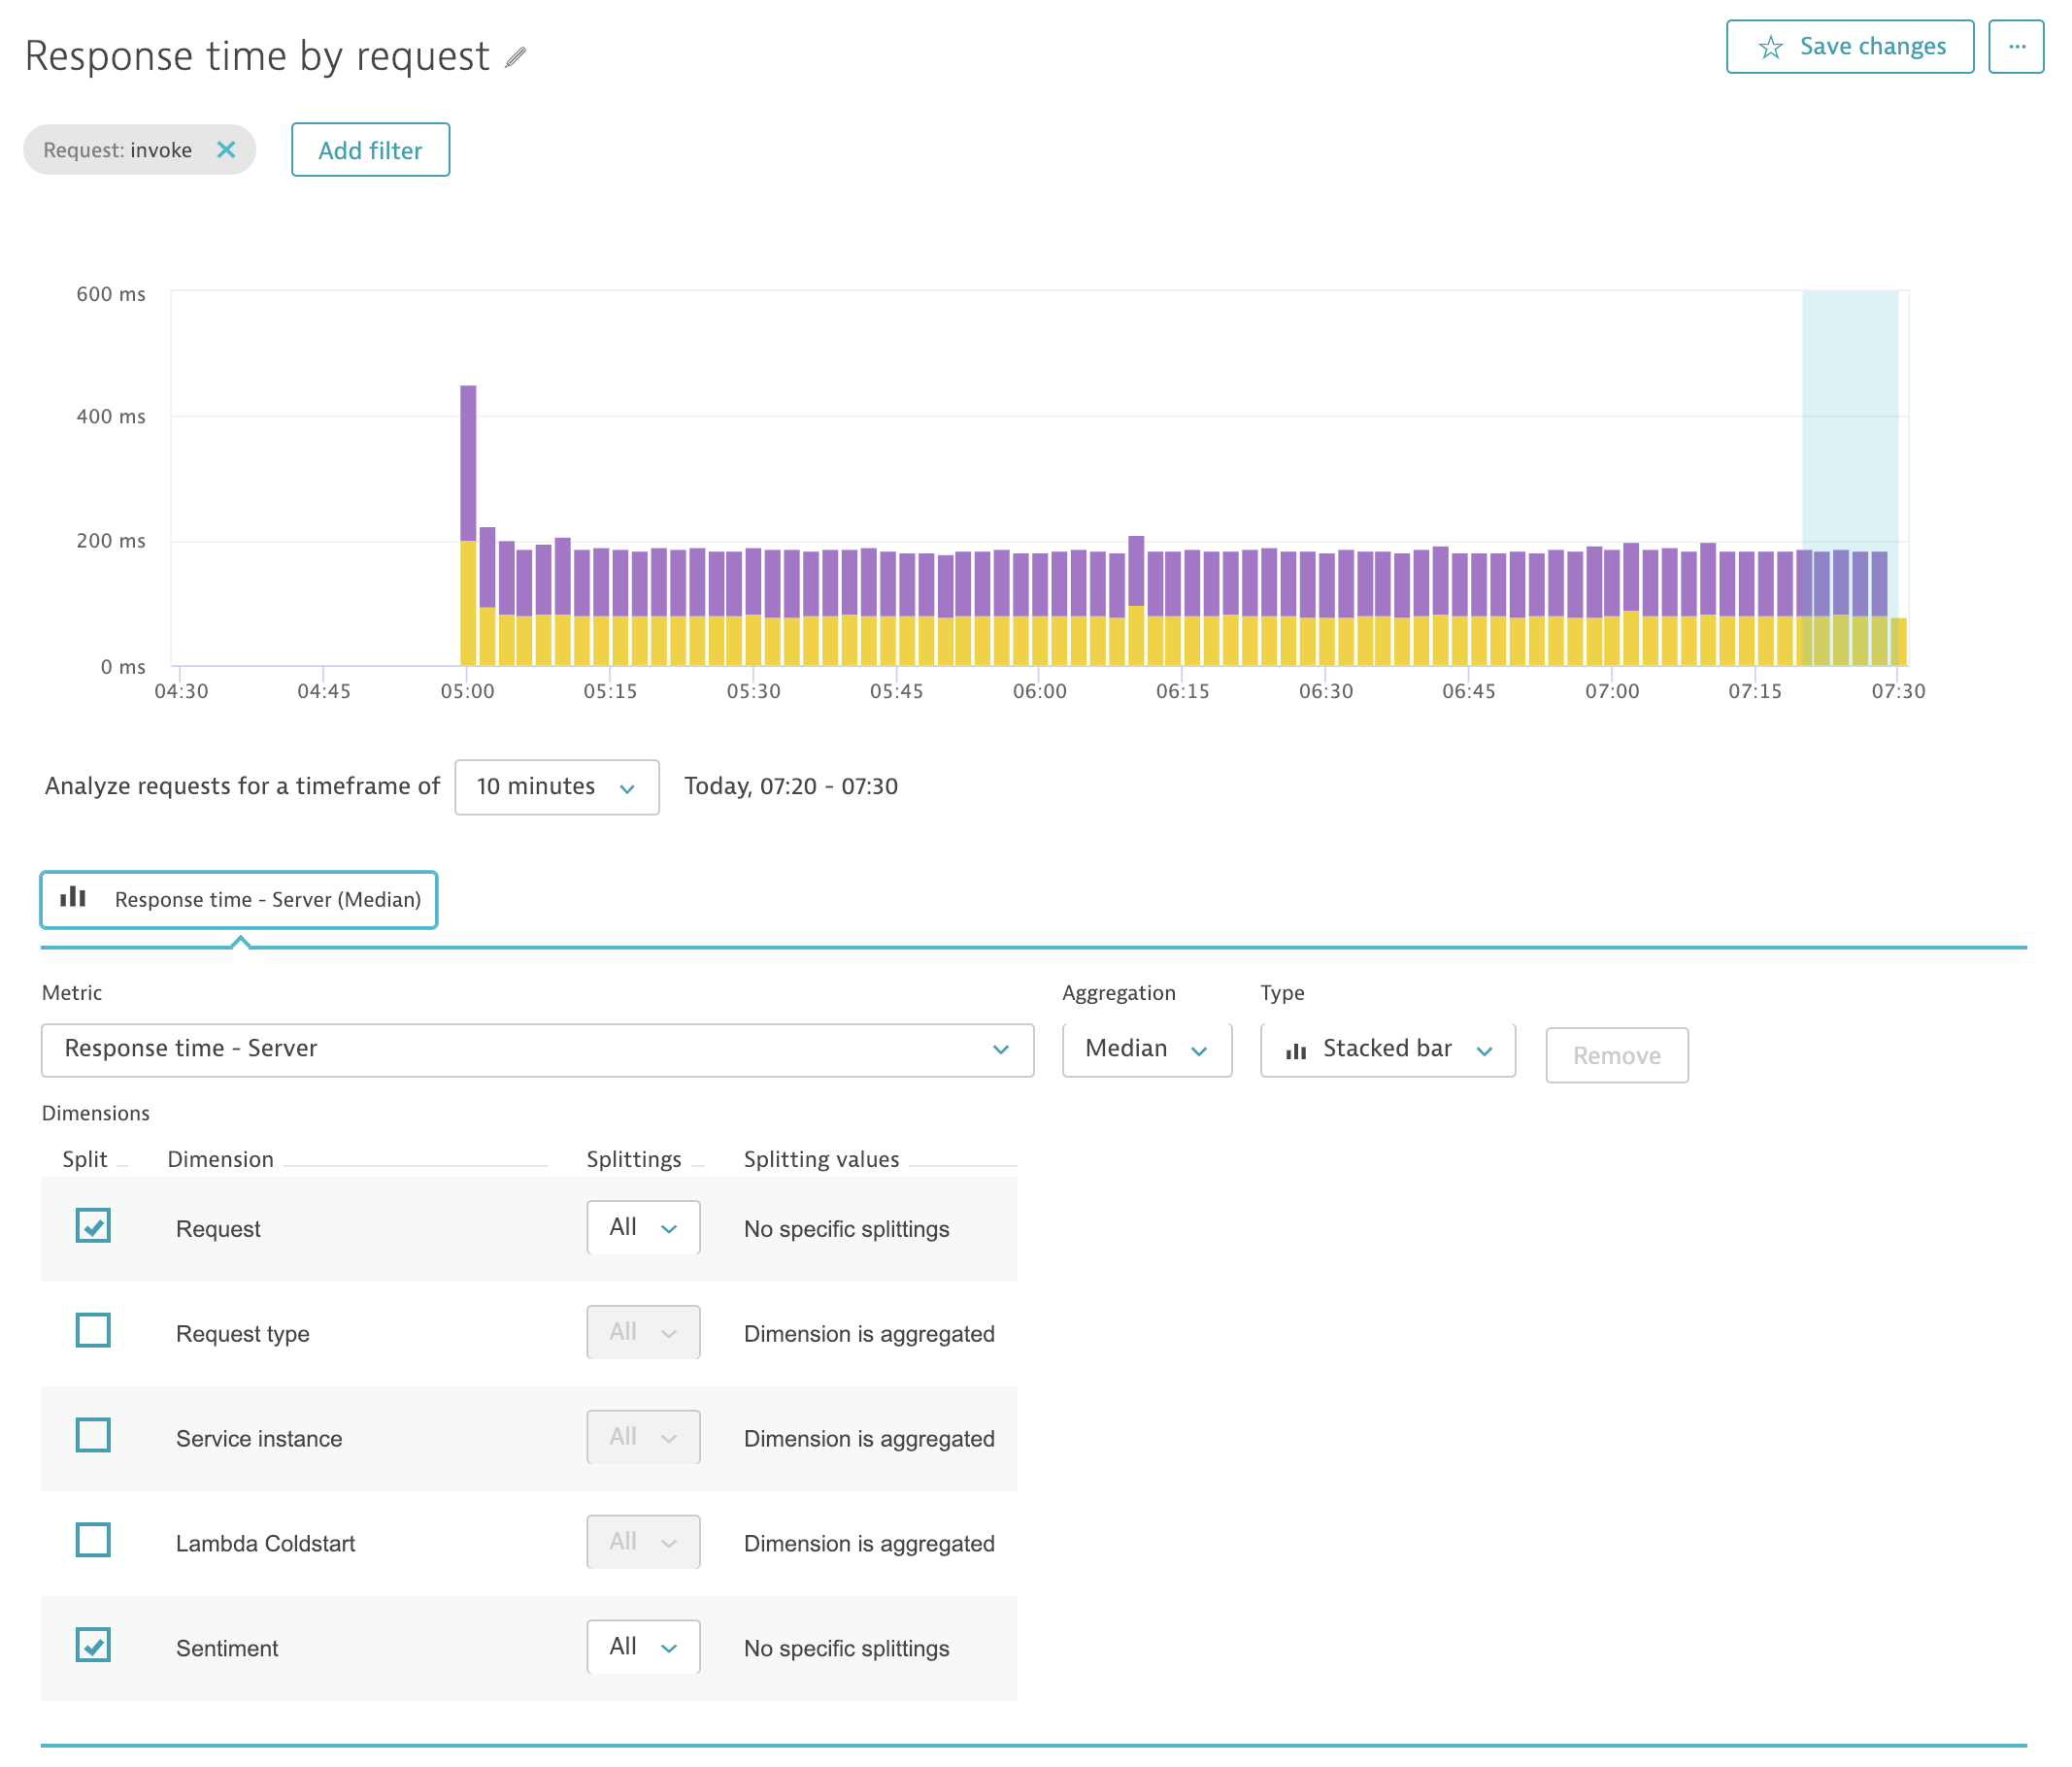 Response time by request
Save changes
...
Request: invoke
Add filter
600 ms
400 ms
200 ms
0 ms
04:30 04:45 05:00 05:15 05:30 05:45 06:00 06:15 06:30 06:45 07:00 07:15 07:30
Analyze requests for a timeframe of 10 minutes Today, 07:20 - 07:30
Response time - Server (Median)
Metric Aggregation Type
Response time - Server Median Stacked bar Remove
Dimensions
Split Dimension Splittings Splitting values
Request All No specific splittings
Request type All Dimension is aggregated
Service instance All Dimension is aggregated
Lambda Coldstart All Dimension is aggregated
Sentiment All No specific splittings